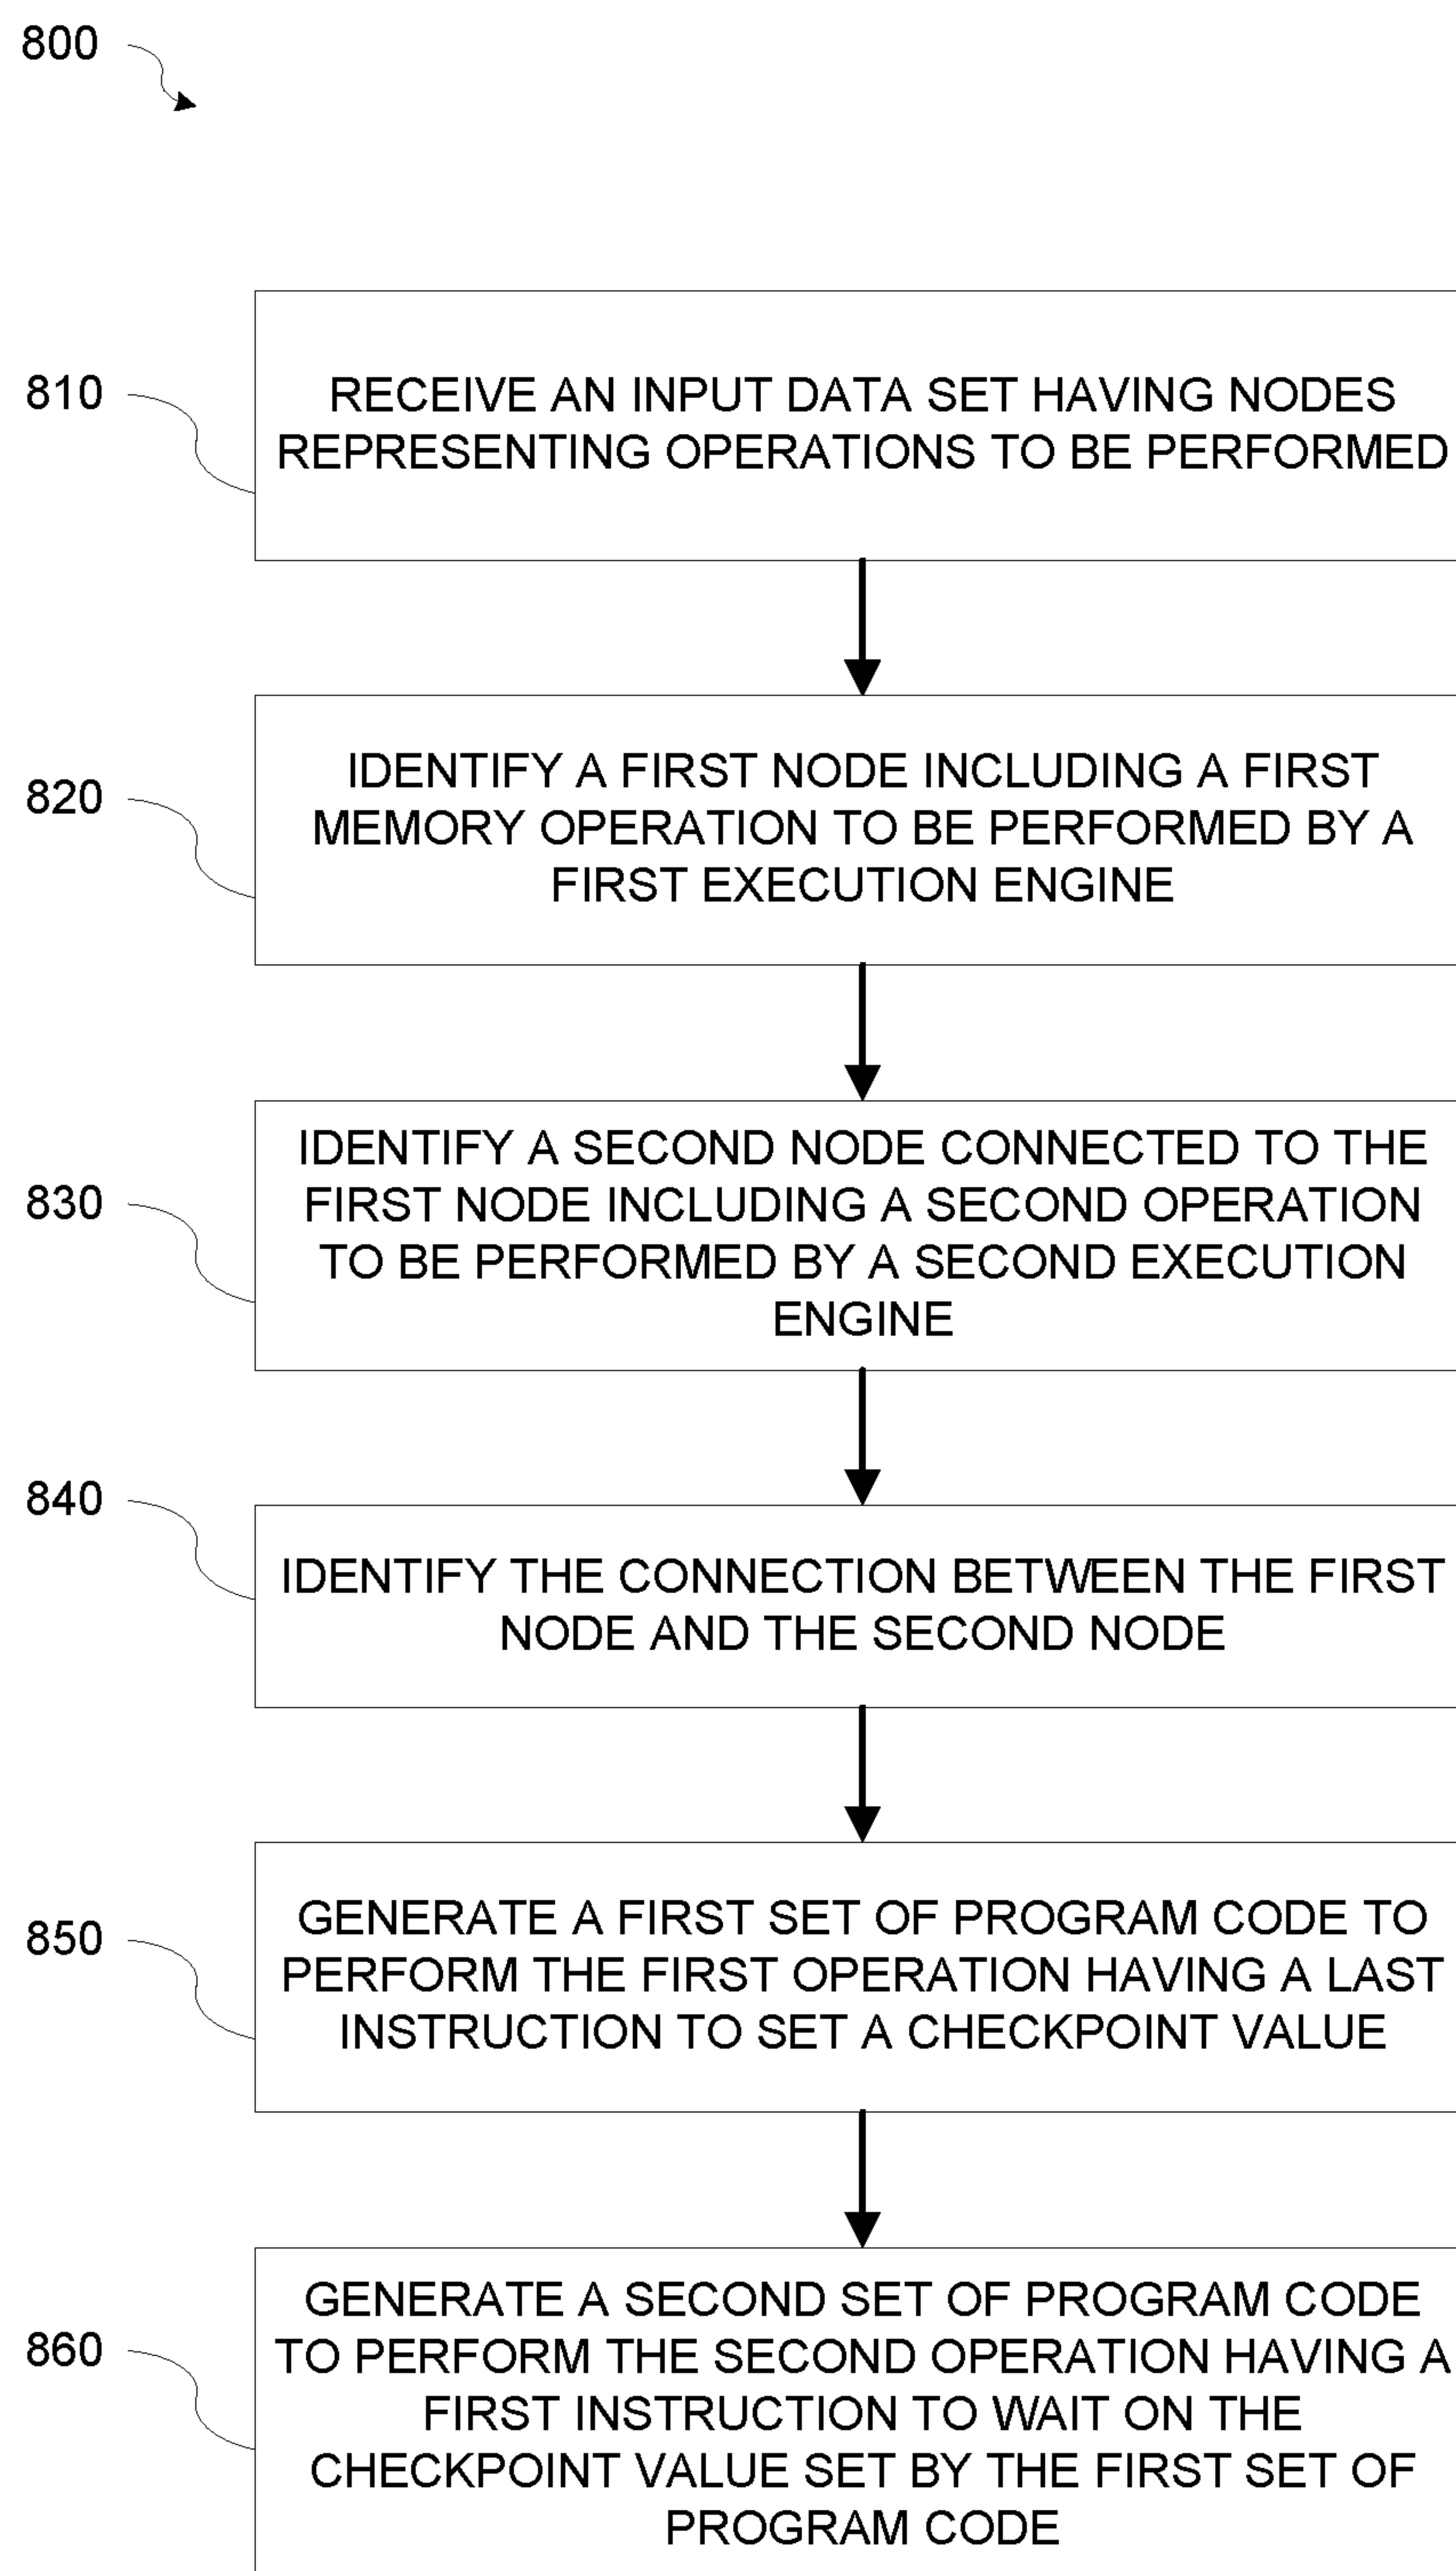 800
810
RECEIVE AN INPUT DATA SET HAVING NODES
REPRESENTING OPERATIONS TO BE PERFORMED
820
IDENTIFY A FIRST NODE INCLUDING A FIRST
MEMORY OPERATION TO BE PERFORMED BY A
FIRST EXECUTION ENGINE
830
IDENTIFY A SECOND NODE CONNECTED TO THE
FIRST NODE INCLUDING A SECOND OPERATION
TO BE PERFORMED BY A SECOND EXECUTION
ENGINE
840
IDENTIFY THE CONNECTION BETWEEN THE FIRST
NODE AND THE SECOND NODE
850
GENERATE A FIRST SET OF PROGRAM CODE TO
PERFORM THE FIRST OPERATION HAVING A LAST
INSTRUCTION TO SET A CHECKPOINT VALUE
860
GENERATE A SECOND SET OF PROGRAM CODE
TO PERFORM THE SECOND OPERATION HAVING A
FIRST INSTRUCTION TO WAIT ON THE
CHECKPOINT VALUE SET BY THE FIRST SET OF
PROGRAM CODE